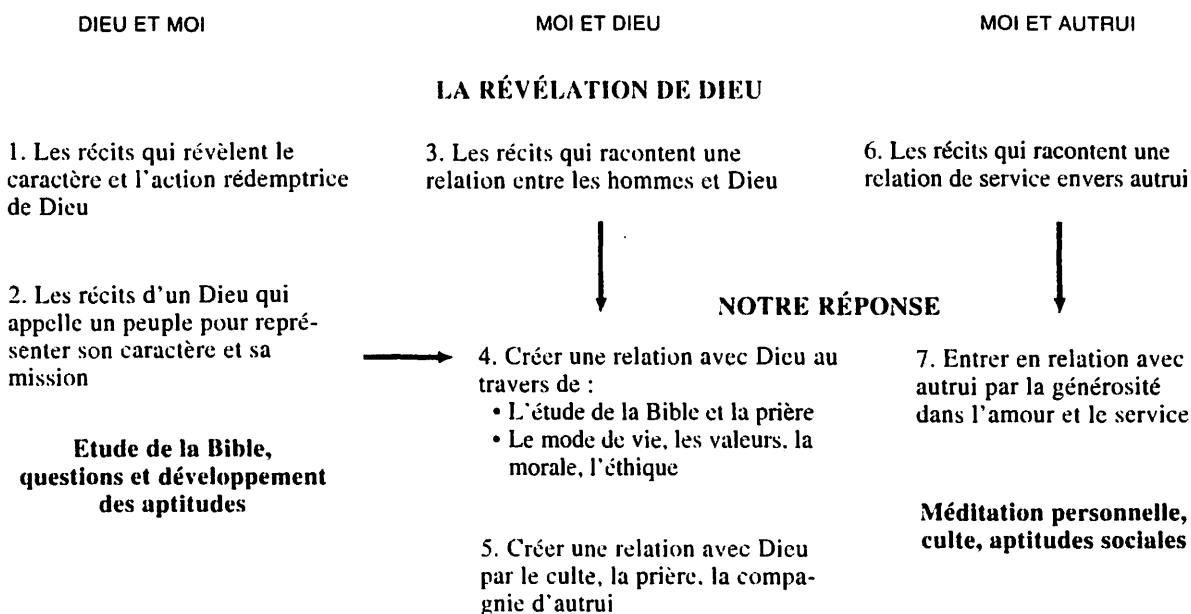 DIEU ET MOI
MOI ET DIEU
MOI ET AUTRUI
LA RÉVÉLATION DE DIEU
1. Les récits qui révèlent le
caractère et l'action rédemptrice
de Dieu
3. Les récits qui racontent une
relation entre les hommes et Dieu
6. Les récits qui racontent une
relation de service envers autrui
2. Les récits d'un Dieu qui
appelle un peuple pour repré-
senter son caractère et sa
mission
NOTRE RÉPONSE
4. Créer une relation avec Dieu au
travers de :
• L'étude de la Bible et la prière
• Le mode de vie, les valeurs, la
morale, l'éthique
7. Entrer en relation avec
autrui par la générosité
dans l'amour et le service
Etude de la Bible,
questions et développement
des aptitudes
Méditation personnelle,
culte, aptitudes sociales
5. Créer une relation avec Dieu
par le culte, la prière, la compa-
gnie d'autrui